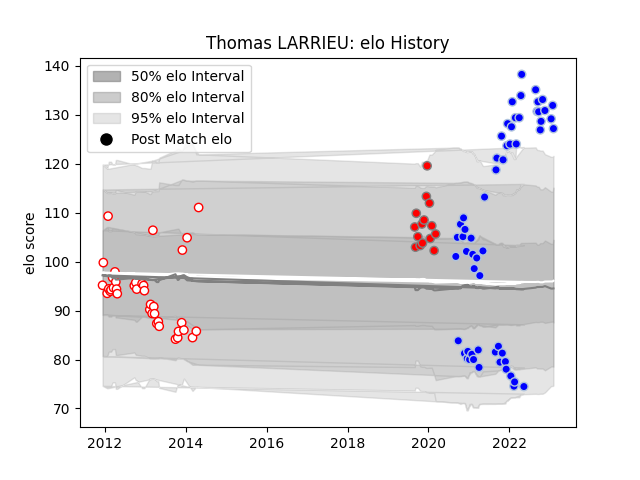 Thomas LARRIEU: elo History
50% elo Interval
80% elo Interval
95% elo Interval
Post Match elo
elo score
140
130
120
110
100
90
80
70
2012
2014
2016
2018
2020
2022